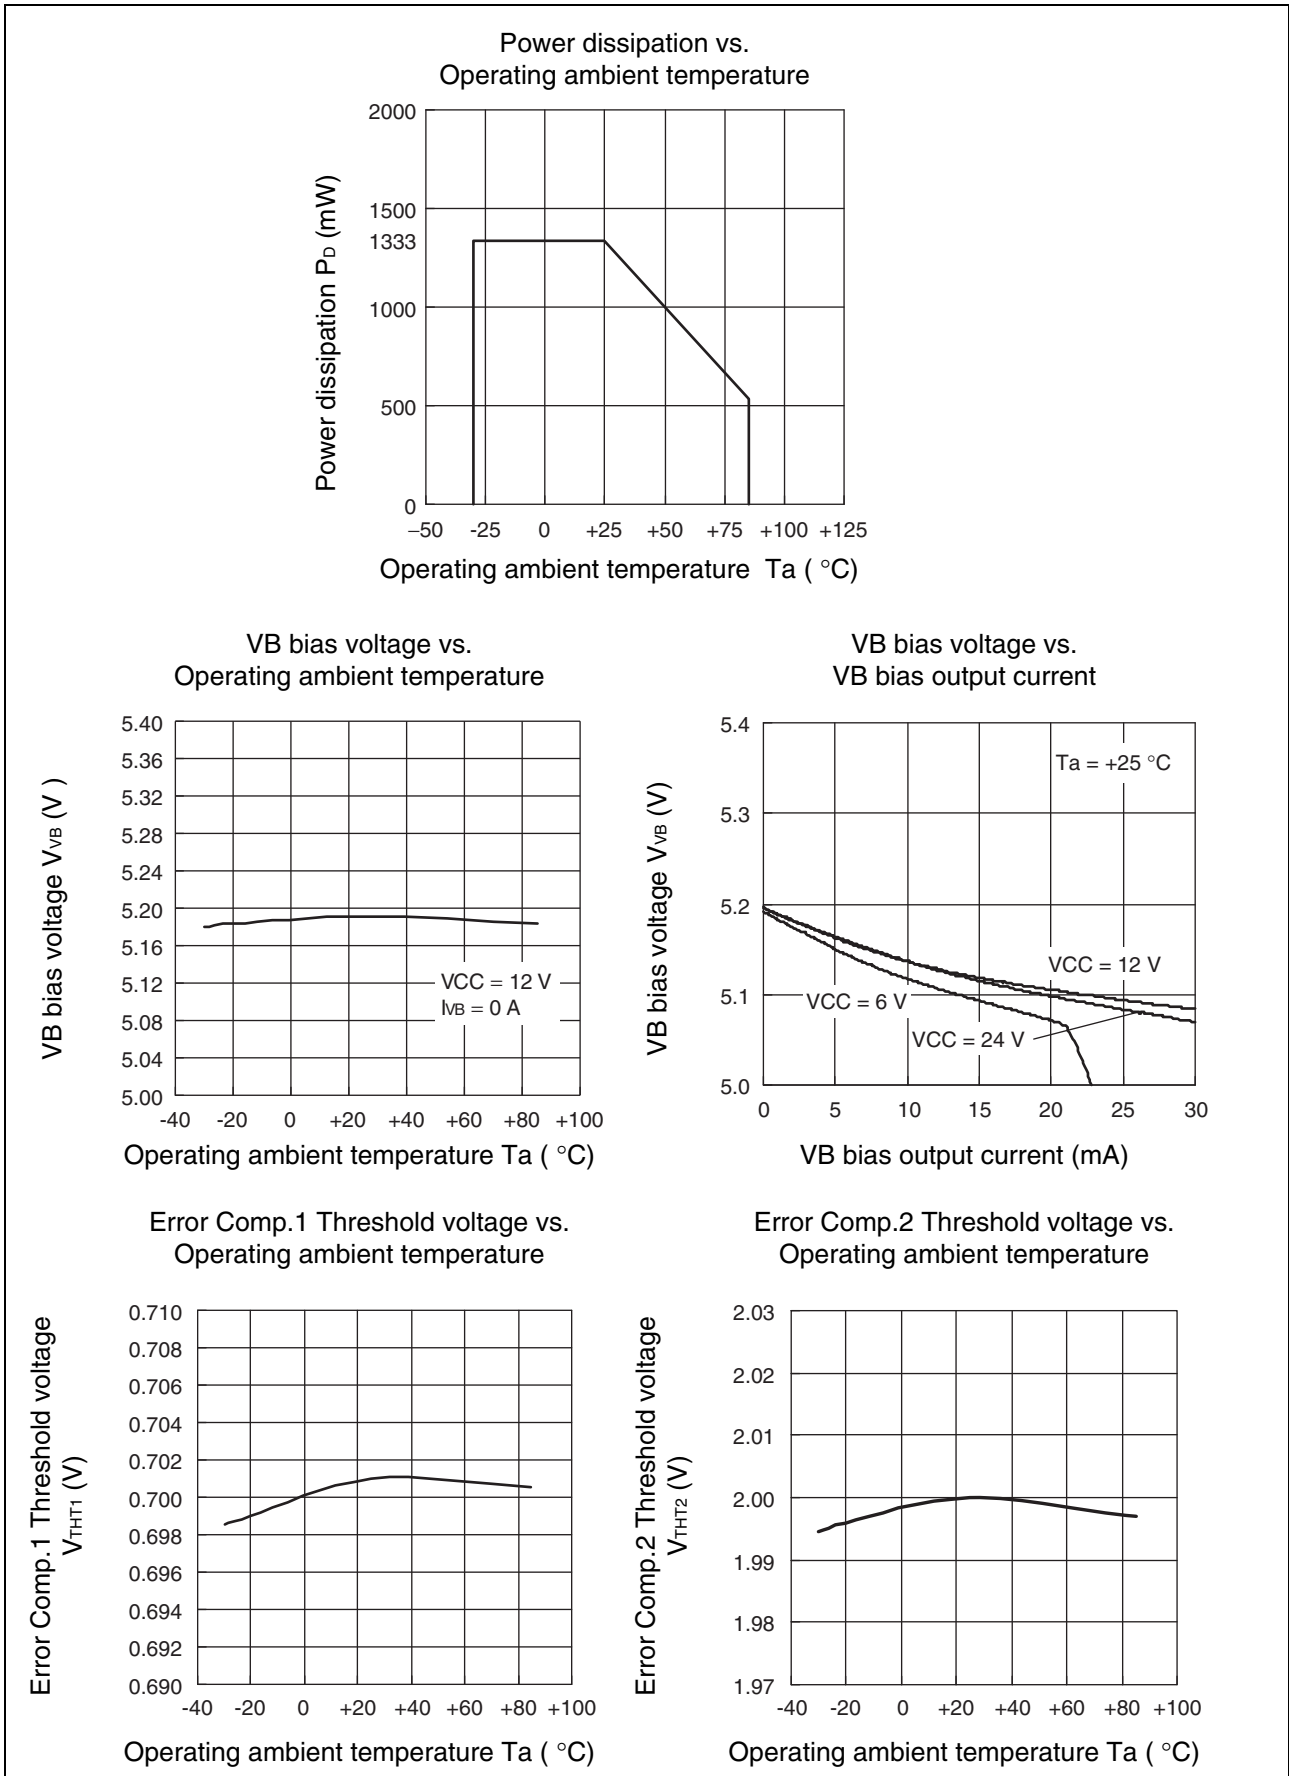 Power dissipation vs.
Operating ambient temperature
Power dissipation PD (mW)
2000
1500
1333
1000
500
0
–50 -25 0 +25 +50 +75 +100 +125
Operating ambient temperature Ta ( °C)
VB bias voltage vs.
Operating ambient temperature
VB bias voltage VVB (V )
5.40
5.36
5.32
5.28
5.24
5.20
5.16
5.12
5.08
5.04
5.00
VCC = 12 V
IVB = 0 A
-40 -20 0 +20 +40 +60 +80 +100
Operating ambient temperature Ta ( °C)
VB bias voltage vs.
VB bias output current
VB bias voltage VVB (V)
5.4
5.3
5.2
5.1
5.0
Ta = +25 °C
VCC = 12 V
VCC = 6 V
VCC = 24 V
0 5 10 15 20 25 30
VB bias output current (mA)
Error Comp.1 Threshold voltage vs.
Operating ambient temperature
Error Comp.1 Threshold voltage
VTHT1 (V)
0.710
0.708
0.706
0.704
0.702
0.700
0.698
0.696
0.694
0.692
0.690
-40 -20 0 +20 +40 +60 +80 +100
Operating ambient temperature Ta ( °C)
Error Comp.2 Threshold voltage vs.
Operating ambient temperature
Error Comp.2 Threshold voltage
VTHT2 (V)
2.03
2.02
2.01
2.00
1.99
1.98
1.97
-40 -20 0 +20 +40 +60 +80 +100
Operating ambient temperature Ta ( °C)